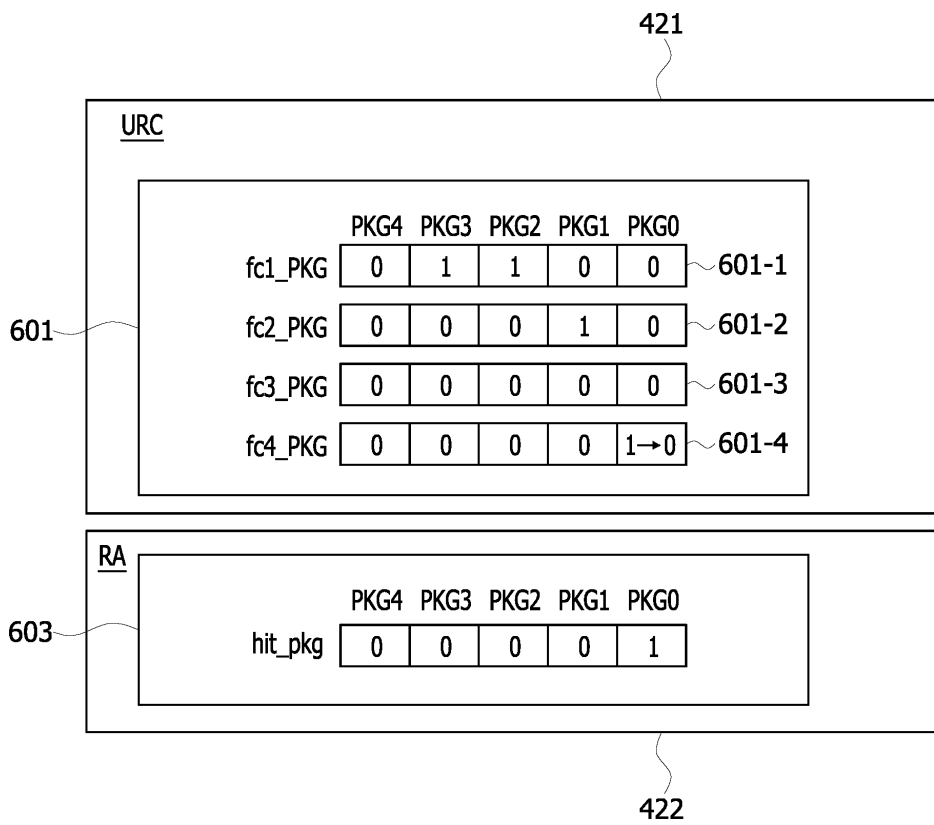 421
URC
PKG4 PKG3 PKG2 PKG1 PKG0
fc1_PKG 0 1 1 0 0 601-1
fc2_PKG 0 0 0 1 0 601-2
601
fc3_PKG 0 0 0 0 0 601-3
fc4_PKG 0 0 0 0 1→0 601-4
RA
PKG4 PKG3 PKG2 PKG1 PKG0
603
hit_pkg 0 0 0 0 1
422